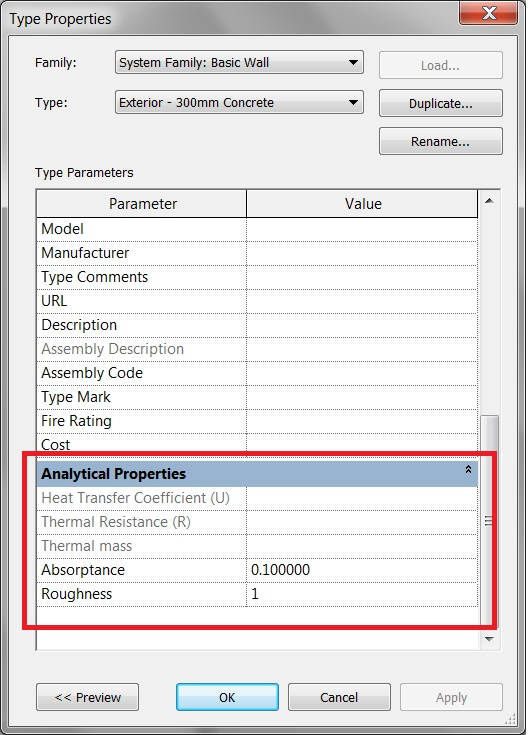 Type Properties
Family: System Family: Basic Wall Load...
Type: Exterior - 300mm Concrete Duplicate...
Rename...
Type Parameters
Parameter Value
Model
Manufacturer
Type Comments
URL
Description
Assembly Description
Assembly Code
Type Mark
Fire Rating
Cost
Analytical Properties
Heat Transfer Coefficient (U)
Thermal Resistance (R)
Thermal mass
Absorptance 0.100000
Roughness 1
<< Preview OK Cancel Apply